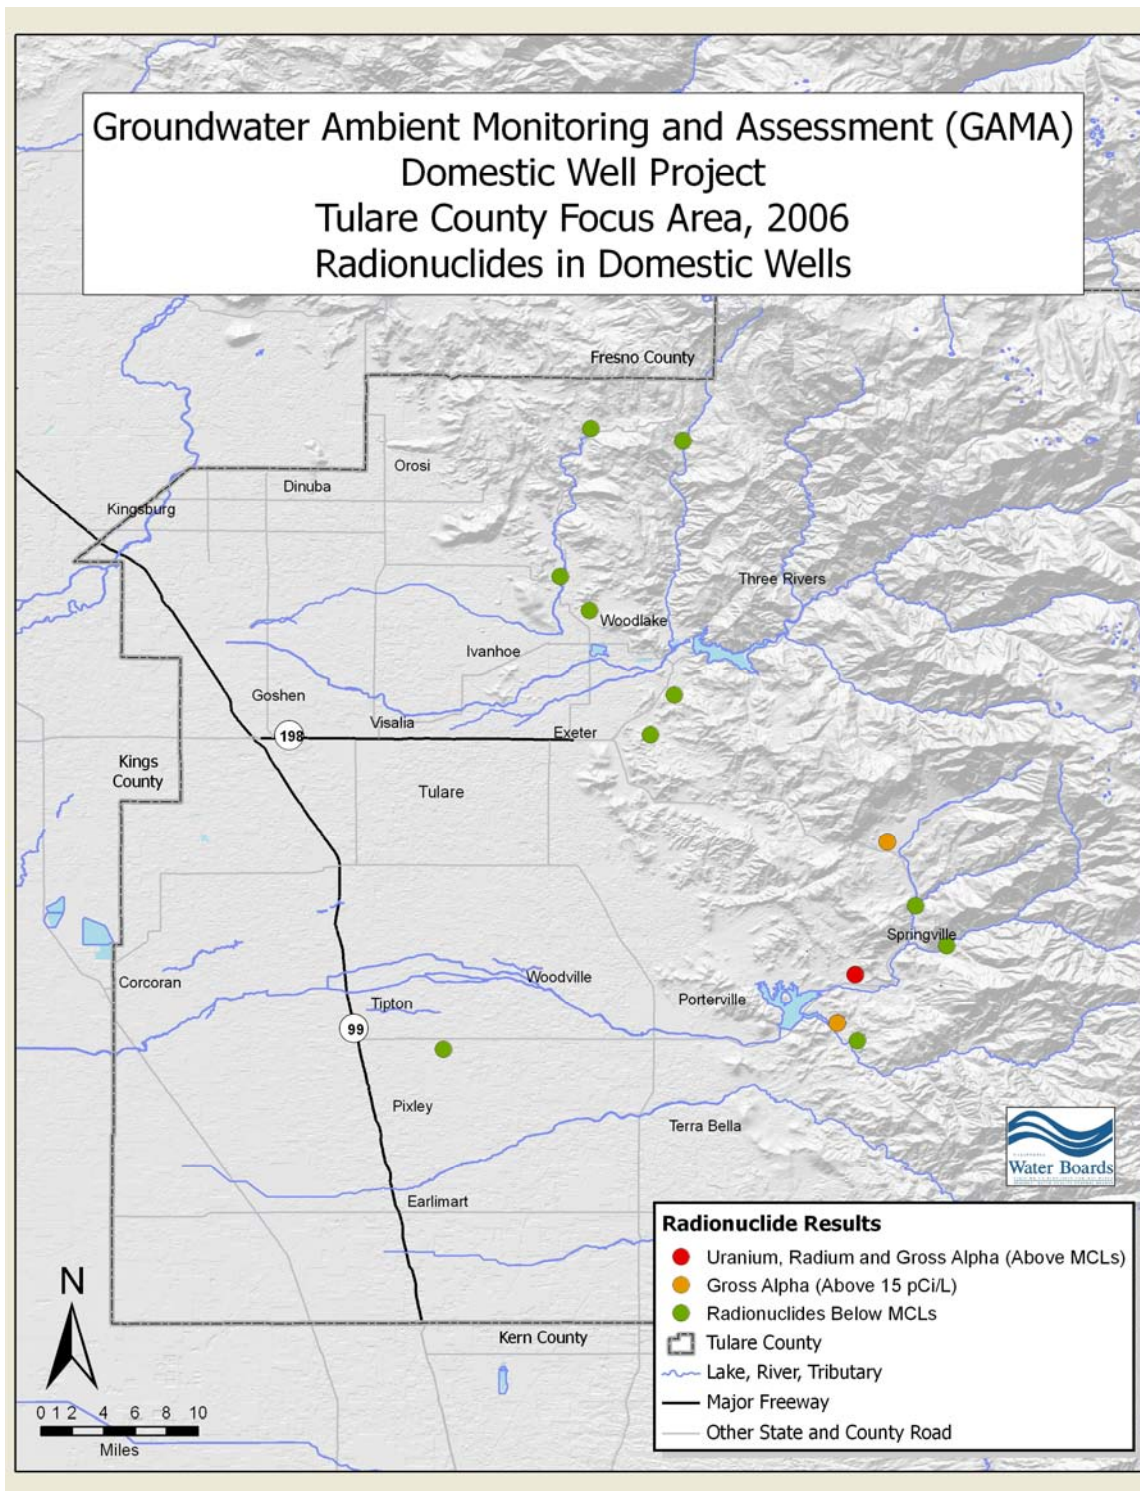 Groundwater Ambient Monitoring and Assessment (GAMA)
Domestic Well Project
Tulare County Focus Area, 2006
Radionuclides in Domestic Wells
Fresno County
Orosi
Dinuba
Kingsburg
Three Rivers
Woodlake
Ivanhoe
Goshen
Visalia
198
Exeter
Kings
County
Tulare
Springville
Corcoran
Woodville
Tipton
Porterville
99
Pixley
Terra Bella
Earlimart
Water Boards
Kern County
N
0 1 2 4 6 8 10
Miles
Radionuclide Results
Uranium, Radium and Gross Alpha (Above MCLs)
Gross Alpha (Above 15 pCi/L)
Radionuclides Below MCLs
Tulare County
Lake, River, Tributary
Major Freeway
Other State and County Road